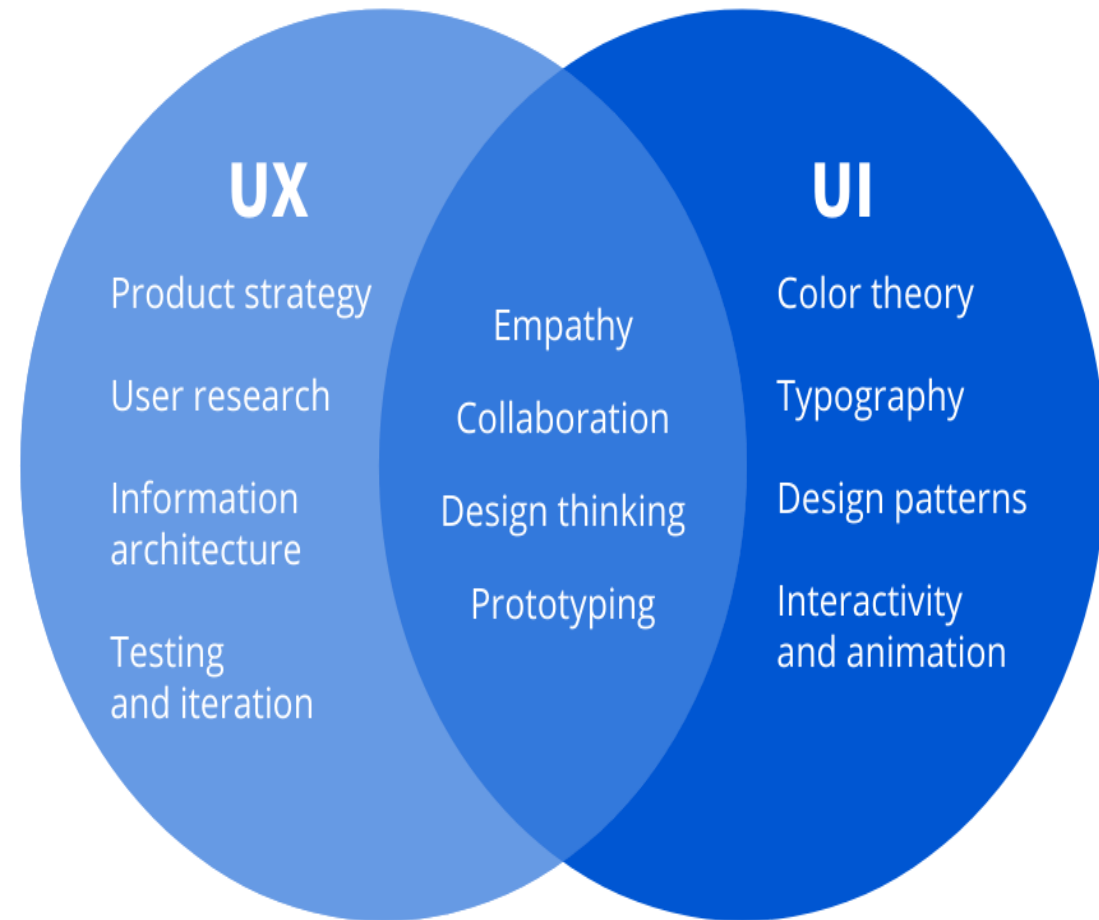 UX
Product strategy
User research
Information
architecture
Testing
and iteration
Empathy
Collaboration
Design thinking
Prototyping
UI
Color theory
Typography
Design patterns
Interactivity
and animation